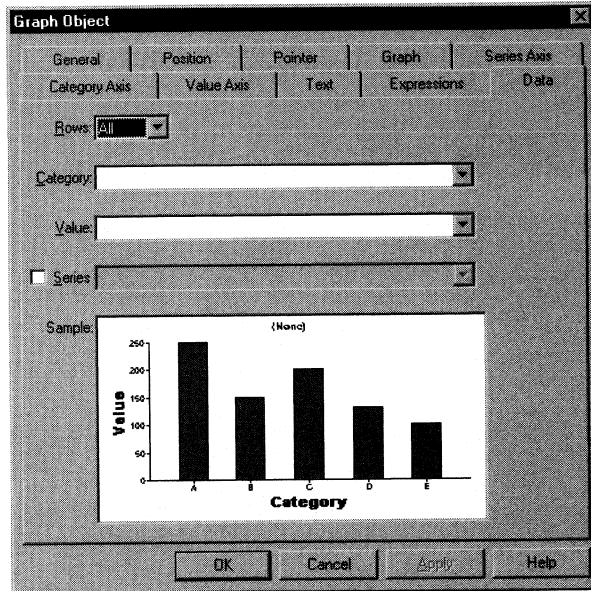 Graph Object
General Position Pointer Graph Series Axis
Category Axis Value Axis Text Expressions Data
Rows: All
Category:
Value:
Series
Sample:
(None)
250
200
150
100
50
0
Value
A B C D E
Category
OK Cancel Apply Help